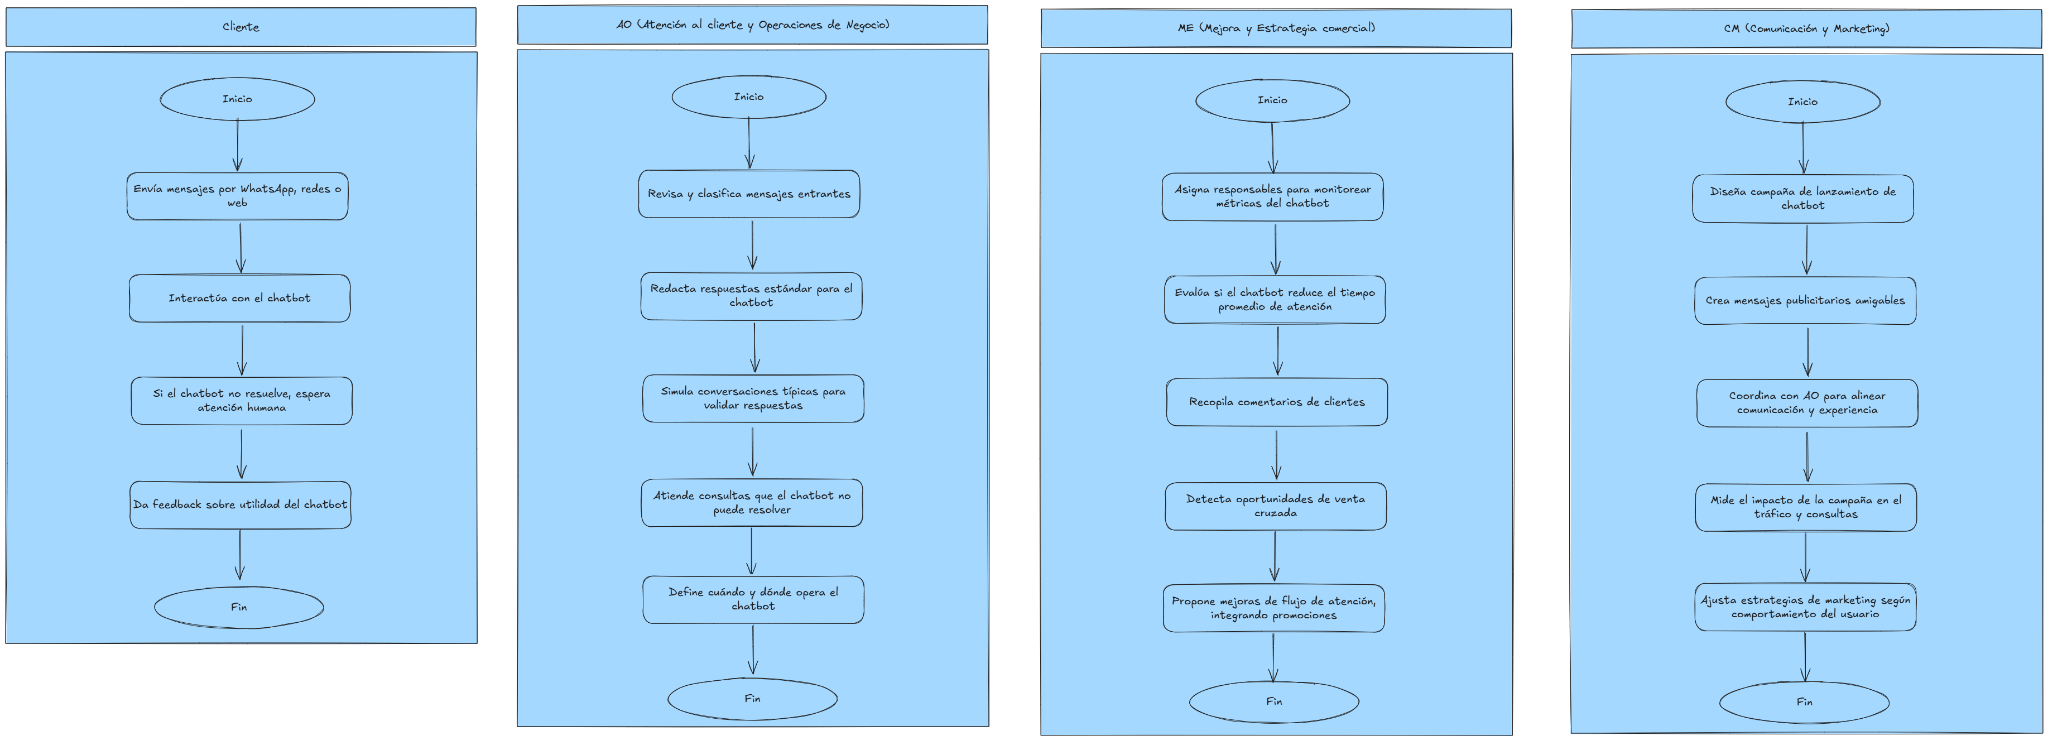 Cliente
Inicio
Envía mensajes por WhatsApp, redes o
web
Interactúa con el chatbot
Si el chatbot no resuelve, espera
atención humana
Da feedback sobre utilidad del chatbot
Fin
AO (Atención al cliente y Operaciones de Negocio)
Inicio
Revisa y clasifica mensajes entrantes
Redacta respuestas estándar para el
chatbot
Simula conversaciones típicas para
validar respuestas
Atiende consultas que el chatbot no
puede resolver
Define cuándo y dónde opera el
chatbot
Fin
ME (Mejora y Estrategia comercial)
Inicio
Asigna responsables para monitorear
métricas del chatbot
Evalúa si el chatbot reduce el tiempo
promedio de atención
Recopila comentarios de clientes
Detecta oportunidades de venta
cruzada
Propone mejoras de flujo de atención,
integrando promociones
Fin
CM (Comunicación y Marketing)
Inicio
Diseña campaña de lanzamiento de
chatbot
Crea mensajes publicitarios amigables
Coordina con AO para alinear
comunicación y experiencia
Mide el impacto de la campaña en el
tráfico y consultas
Ajusta estrategias de marketing según
comportamiento del usuario
Fin